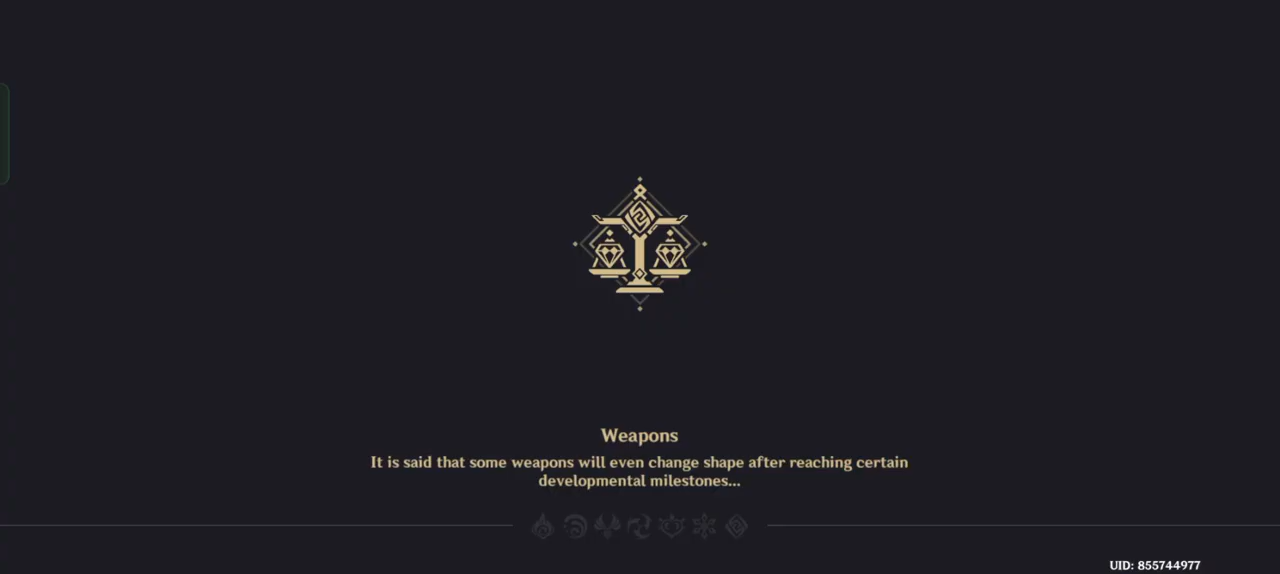 Weapons
It is said that some weapons will even change shape after reaching certain
developmental milestones...
UID: 855744977